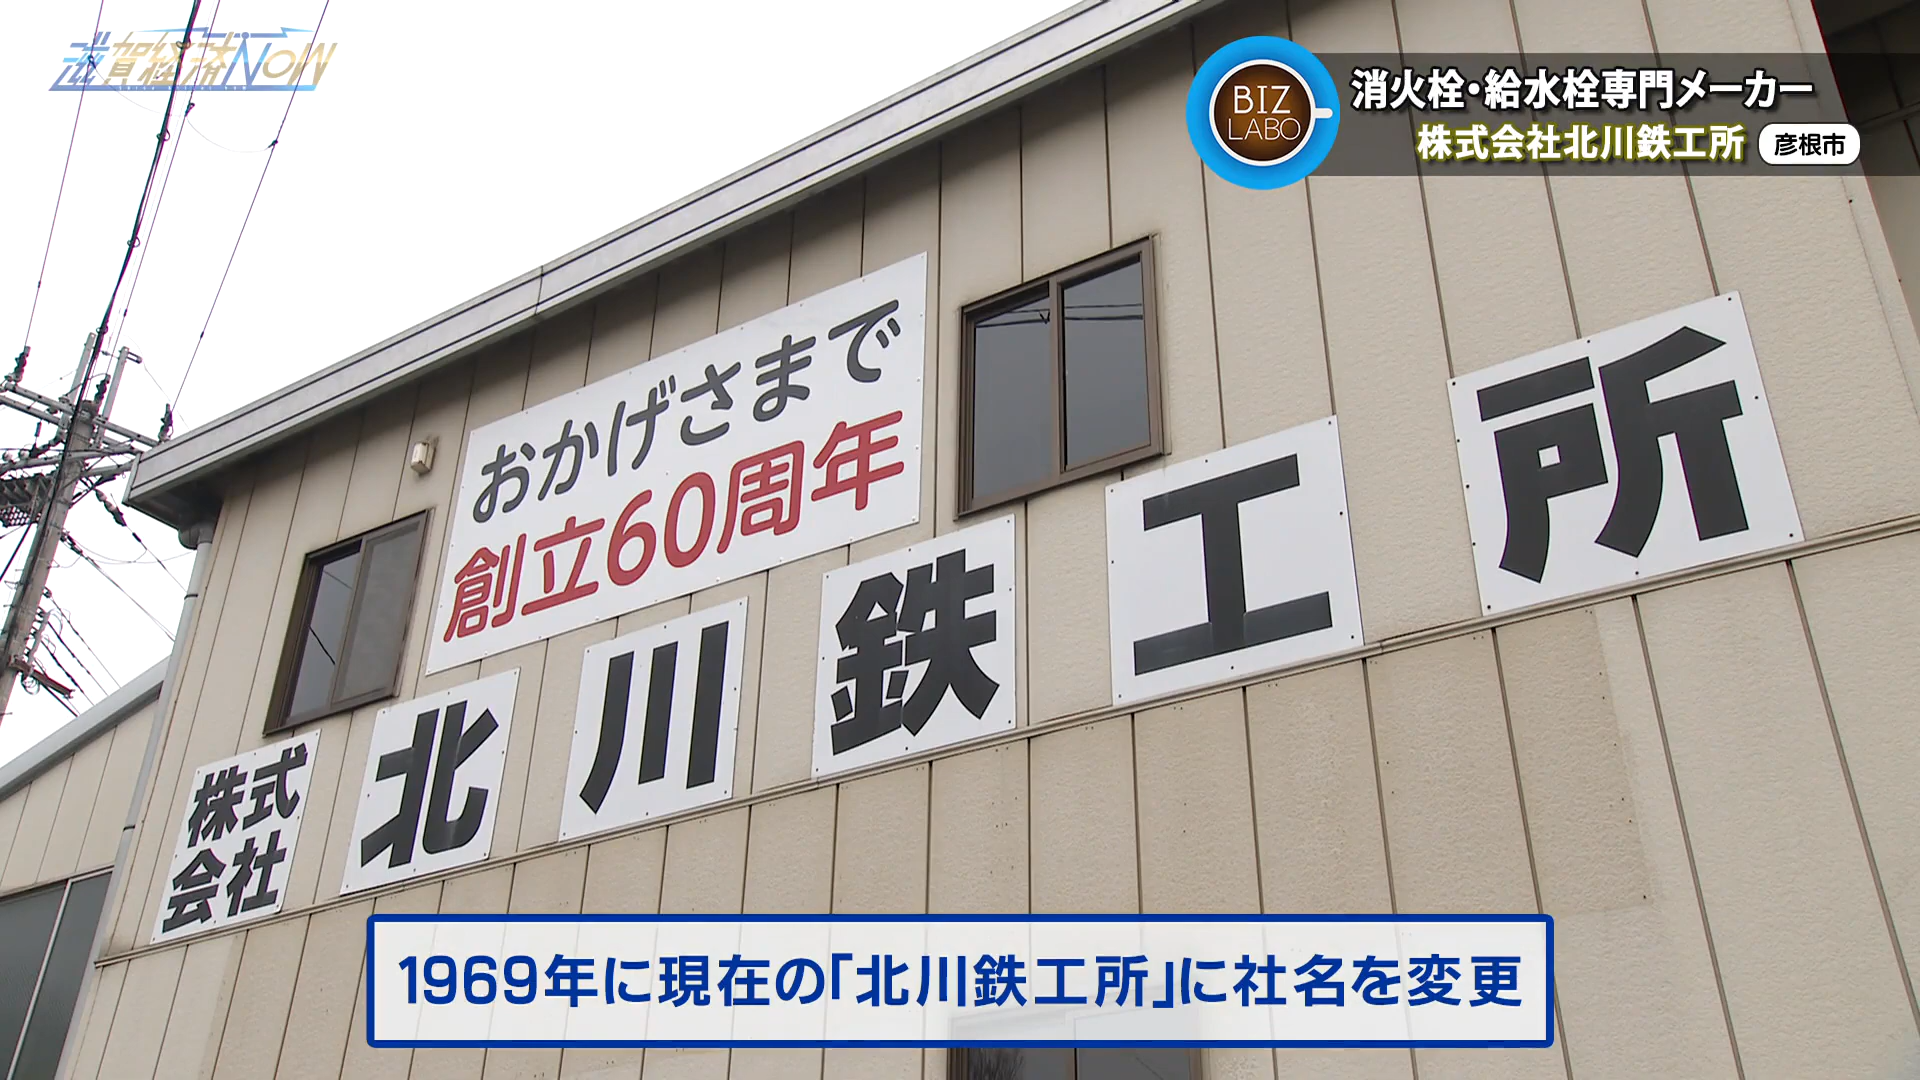 滋賀経済NOW
BIZ
LABO
消火栓・給水栓専門メーカー
株式会社北川鉄工所
彦根市
おかげさまで
創立60周年
株式
会社
北川鉄工所
1969年に現在の「北川鉄工所」に社名を変更